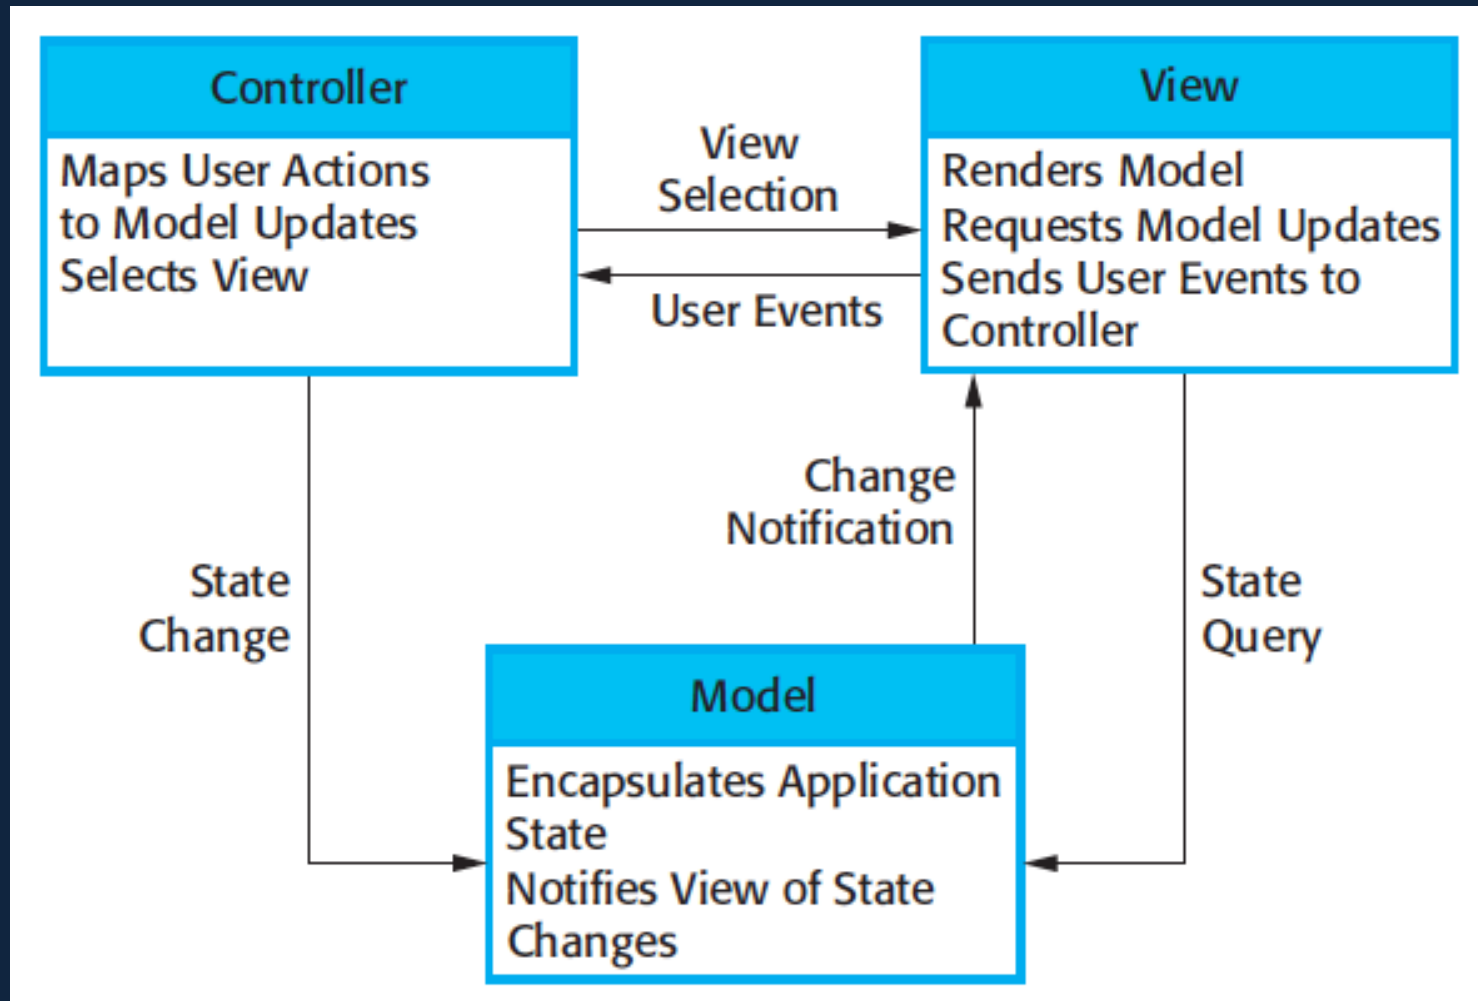 Controller
Maps User Actions
to Model Updates
Selects View
View
Selection
User Events
View
Renders Model
Requests Model Updates
Sends User Events to
Controller
Change
Notification
State
Change
State
Query
Model
Encapsulates Application
State
Notifies View of State
Changes